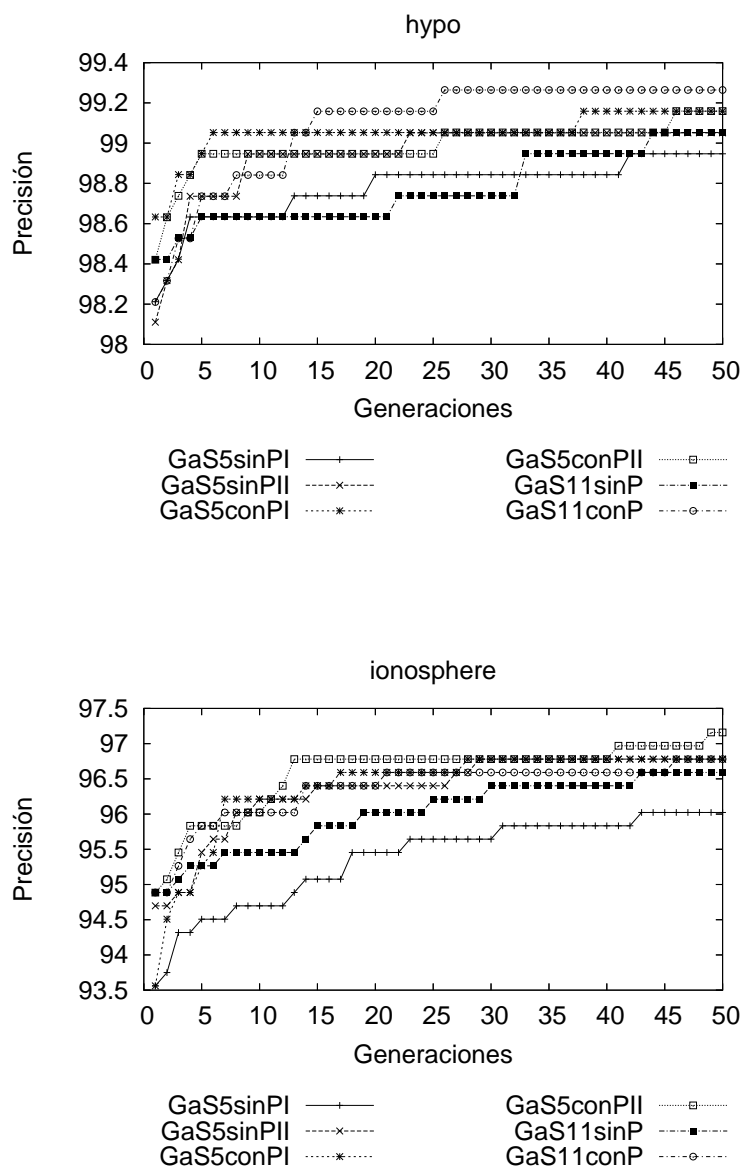 hypo
99.4
99.2
99
98.8
98.6
98.4
98.2
98
Precisión
0 5 10 15 20 25 30 35 40 45 50
Generaciones
GaS5sinPI GaS5conPII
GaS5sinPII GaS11sinP
GaS5conPI GaS11conP
ionosphere
97.5
97
96.5
96
95.5
95
94.5
94
93.5
Precisión
0 5 10 15 20 25 30 35 40 45 50
Generaciones
GaS5sinPI GaS5conPII
GaS5sinPII GaS11sinP
GaS5conPI GaS11conP